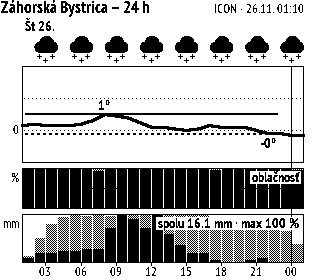 Záhorská Bystrica – 24 h ICON · 26.11. 01:10
Št 26.
1°
0
-0°
% oblačnosť
mm spolu 16.1 mm · max 100 %
03 06 09 12 15 18 21 00